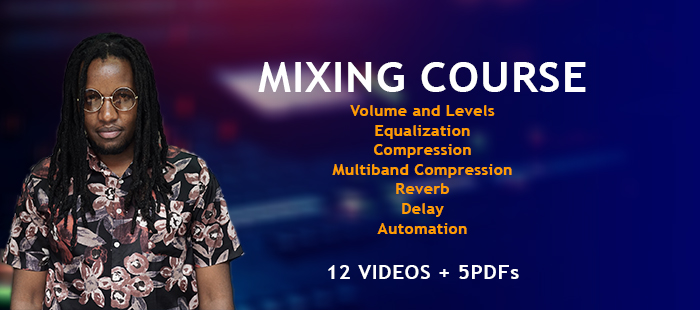 MIXING COURSE
Volume and Levels
Equalization
Compression
Multiband Compression
Reverb
Delay
Automation
12 VIDEOS + 5PDFs